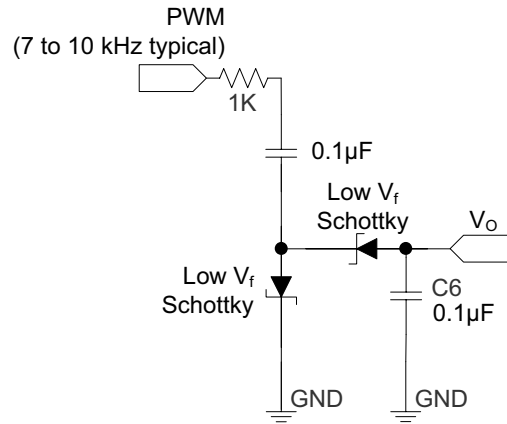 PWM
(7 to 10 kHz typical)
1K
0.1µF
Low Vf
Schottky
VO
Low Vf
Schottky
C6
0.1µF
GND
GND